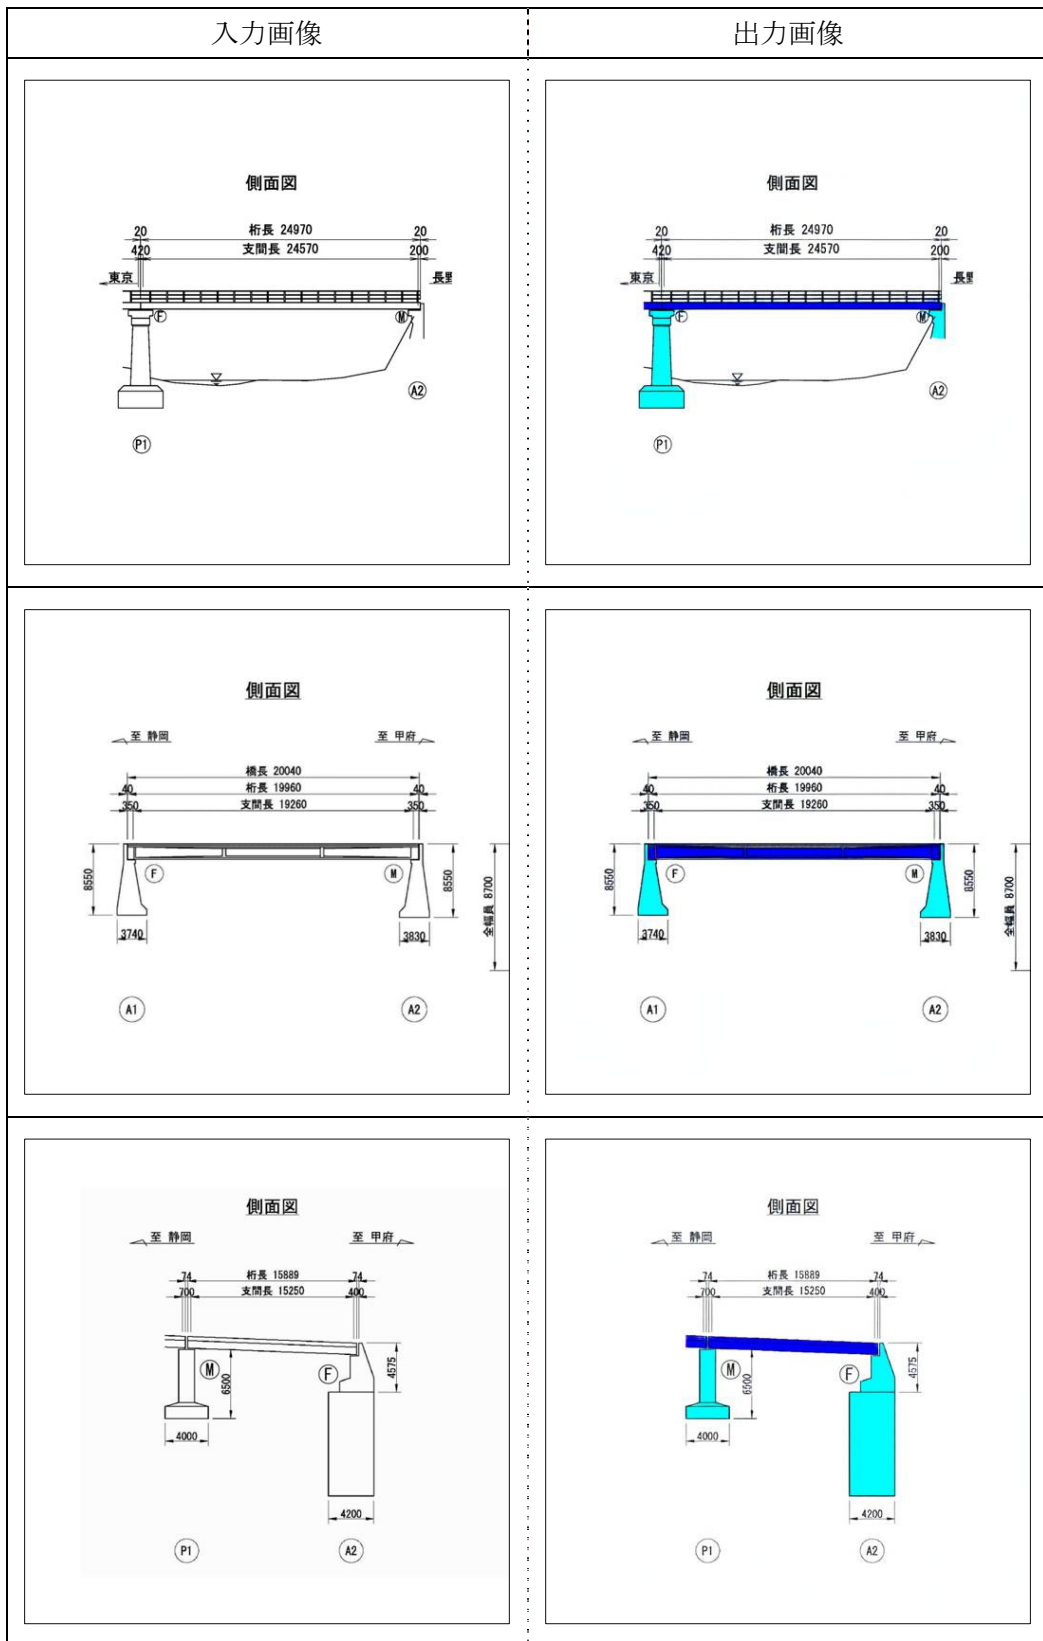 入力画像 出力画像
側面図 側面図
20 桁長 24970 20 20 桁長 24970 20
420 支間長 24570 200 420 支間長 24570 200
東京 長野 東京 長野
F M F M
A2 A2
P1 P1
側面図 側面図
至 静岡 至 甲府 至 静岡 至 甲府
橋長 20040 橋長 20040
40 桁長 19960 40 40 桁長 19960 40
350 支間長 19260 350 350 支間長 19260 350
8550 F M 8550 全幅員 8700 8550 F M 8550 全幅員 8700
3740 3830 3740 3830
A1 A2 A1 A2
側面図 側面図
至 静岡 至 甲府 至 静岡 至 甲府
74 桁長 15889 74 74 桁長 15889 74
700 支間長 15250 400 700 支間長 15250 400
M 6500 F 4575 M 6500 F 4575
4000 4000
4200 4200
P1 A2 P1 A2